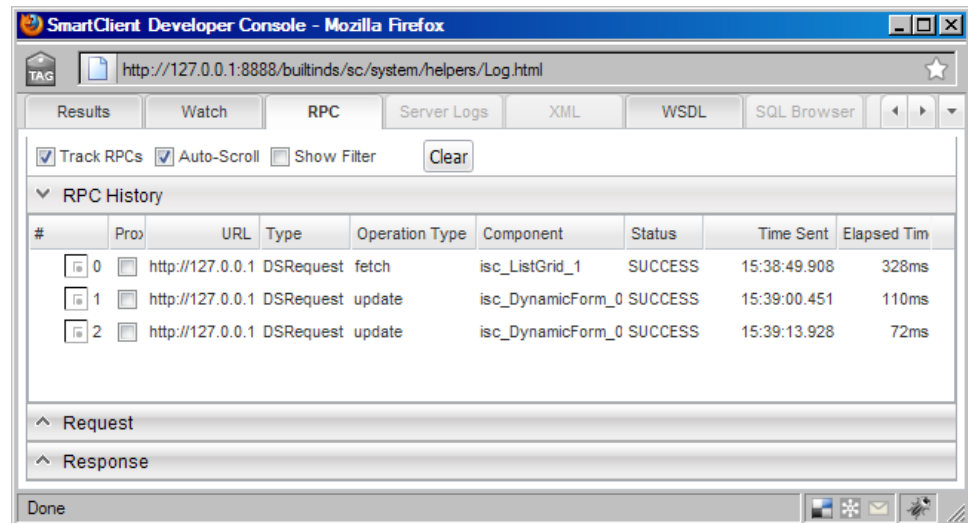 SmartClient Developer Console - Mozilla Firefox
TAG http://127.0.0.1:8888/builtinds/sc/system/helpers/Log.html
Results Watch RPC Server Logs XML WSDL SQL Browser
Track RPCs Auto-Scroll Show Filter Clear
RPC History
# Prox URL Type Operation Type Component Status Time Sent Elapsed Tim
0 http://127.0.0.1 DSRequest fetch isc_ListGrid_1 SUCCESS 15:38:49.908 328ms
1 http://127.0.0.1 DSRequest update isc_DynamicForm_0 SUCCESS 15:39:00.451 110ms
2 http://127.0.0.1 DSRequest update isc_DynamicForm_0 SUCCESS 15:39:13.928 72ms
Request
Response
Done